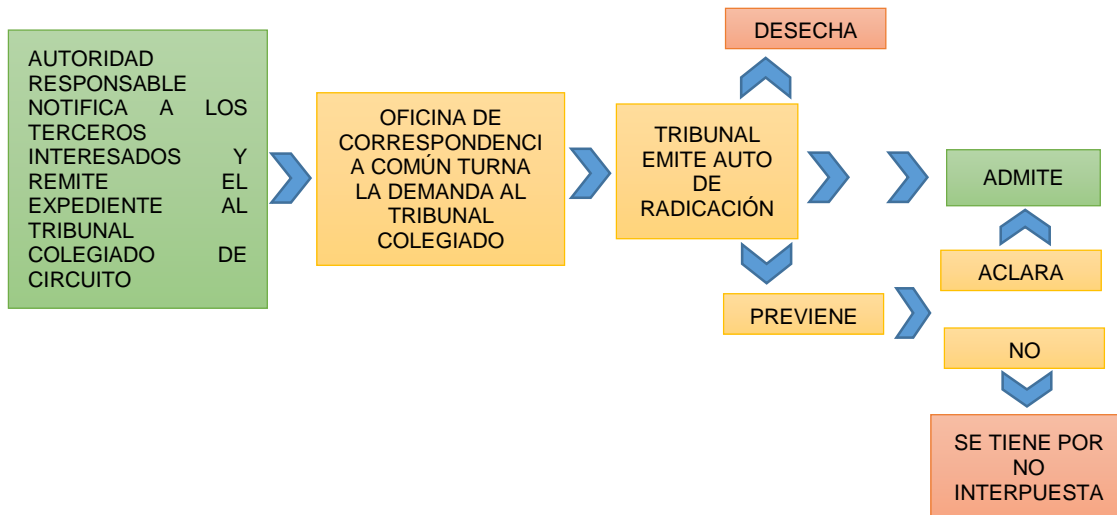 AUTORIDAD
RESPONSABLE
NOTIFICA A LOS
TERCEROS
INTERESADOS Y
REMITE EL
EXPEDIENTE AL
TRIBUNAL
COLEGIADO DE
CIRCUITO
OFICINA DE
CORRESPONDENCI
A COMÚN TURNA
LA DEMANDA AL
TRIBUNAL
COLEGIADO
TRIBUNAL
EMITE AUTO
DE
RADICACIÓN
DESECHA
ADMITE
PREVIENE
ACLARA
NO
SE TIENE POR
NO
INTERPUESTA